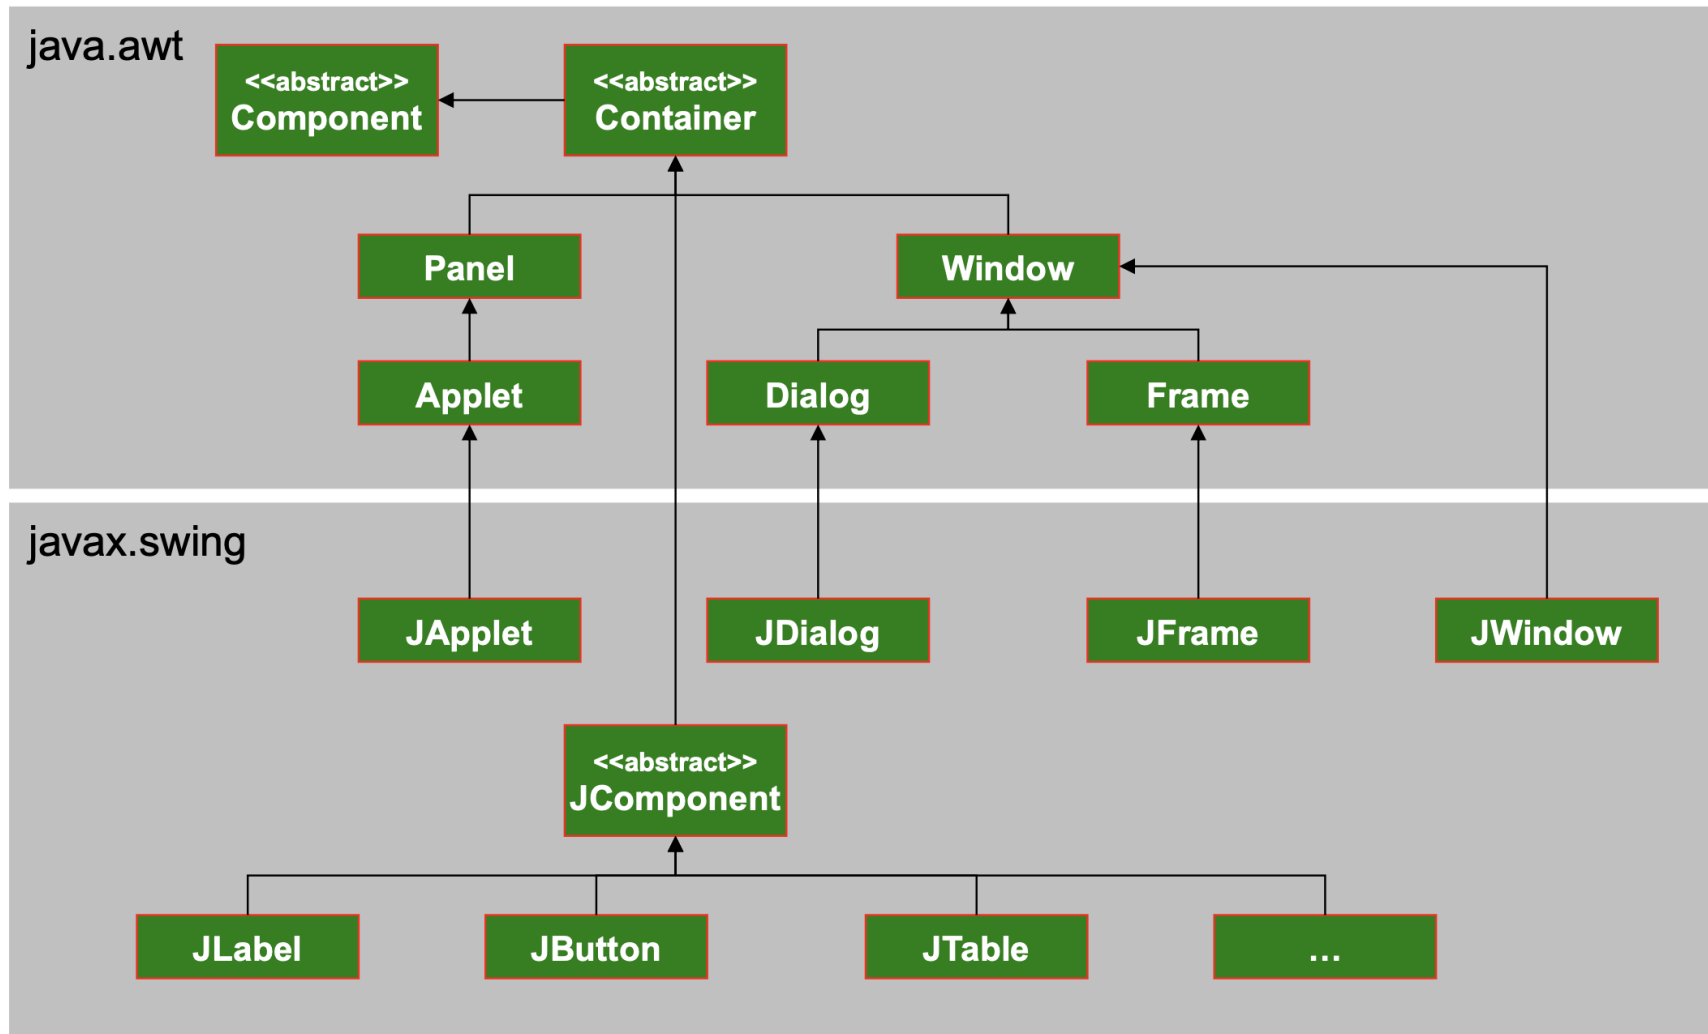 java.awt
<<abstract>>
Component
<<abstract>>
Container
Panel
Window
Applet
Dialog
Frame
javax.swing
JApplet
JDialog
JFrame
JWindow
<<abstract>>
JComponent
JLabel
JButton
JTable
...